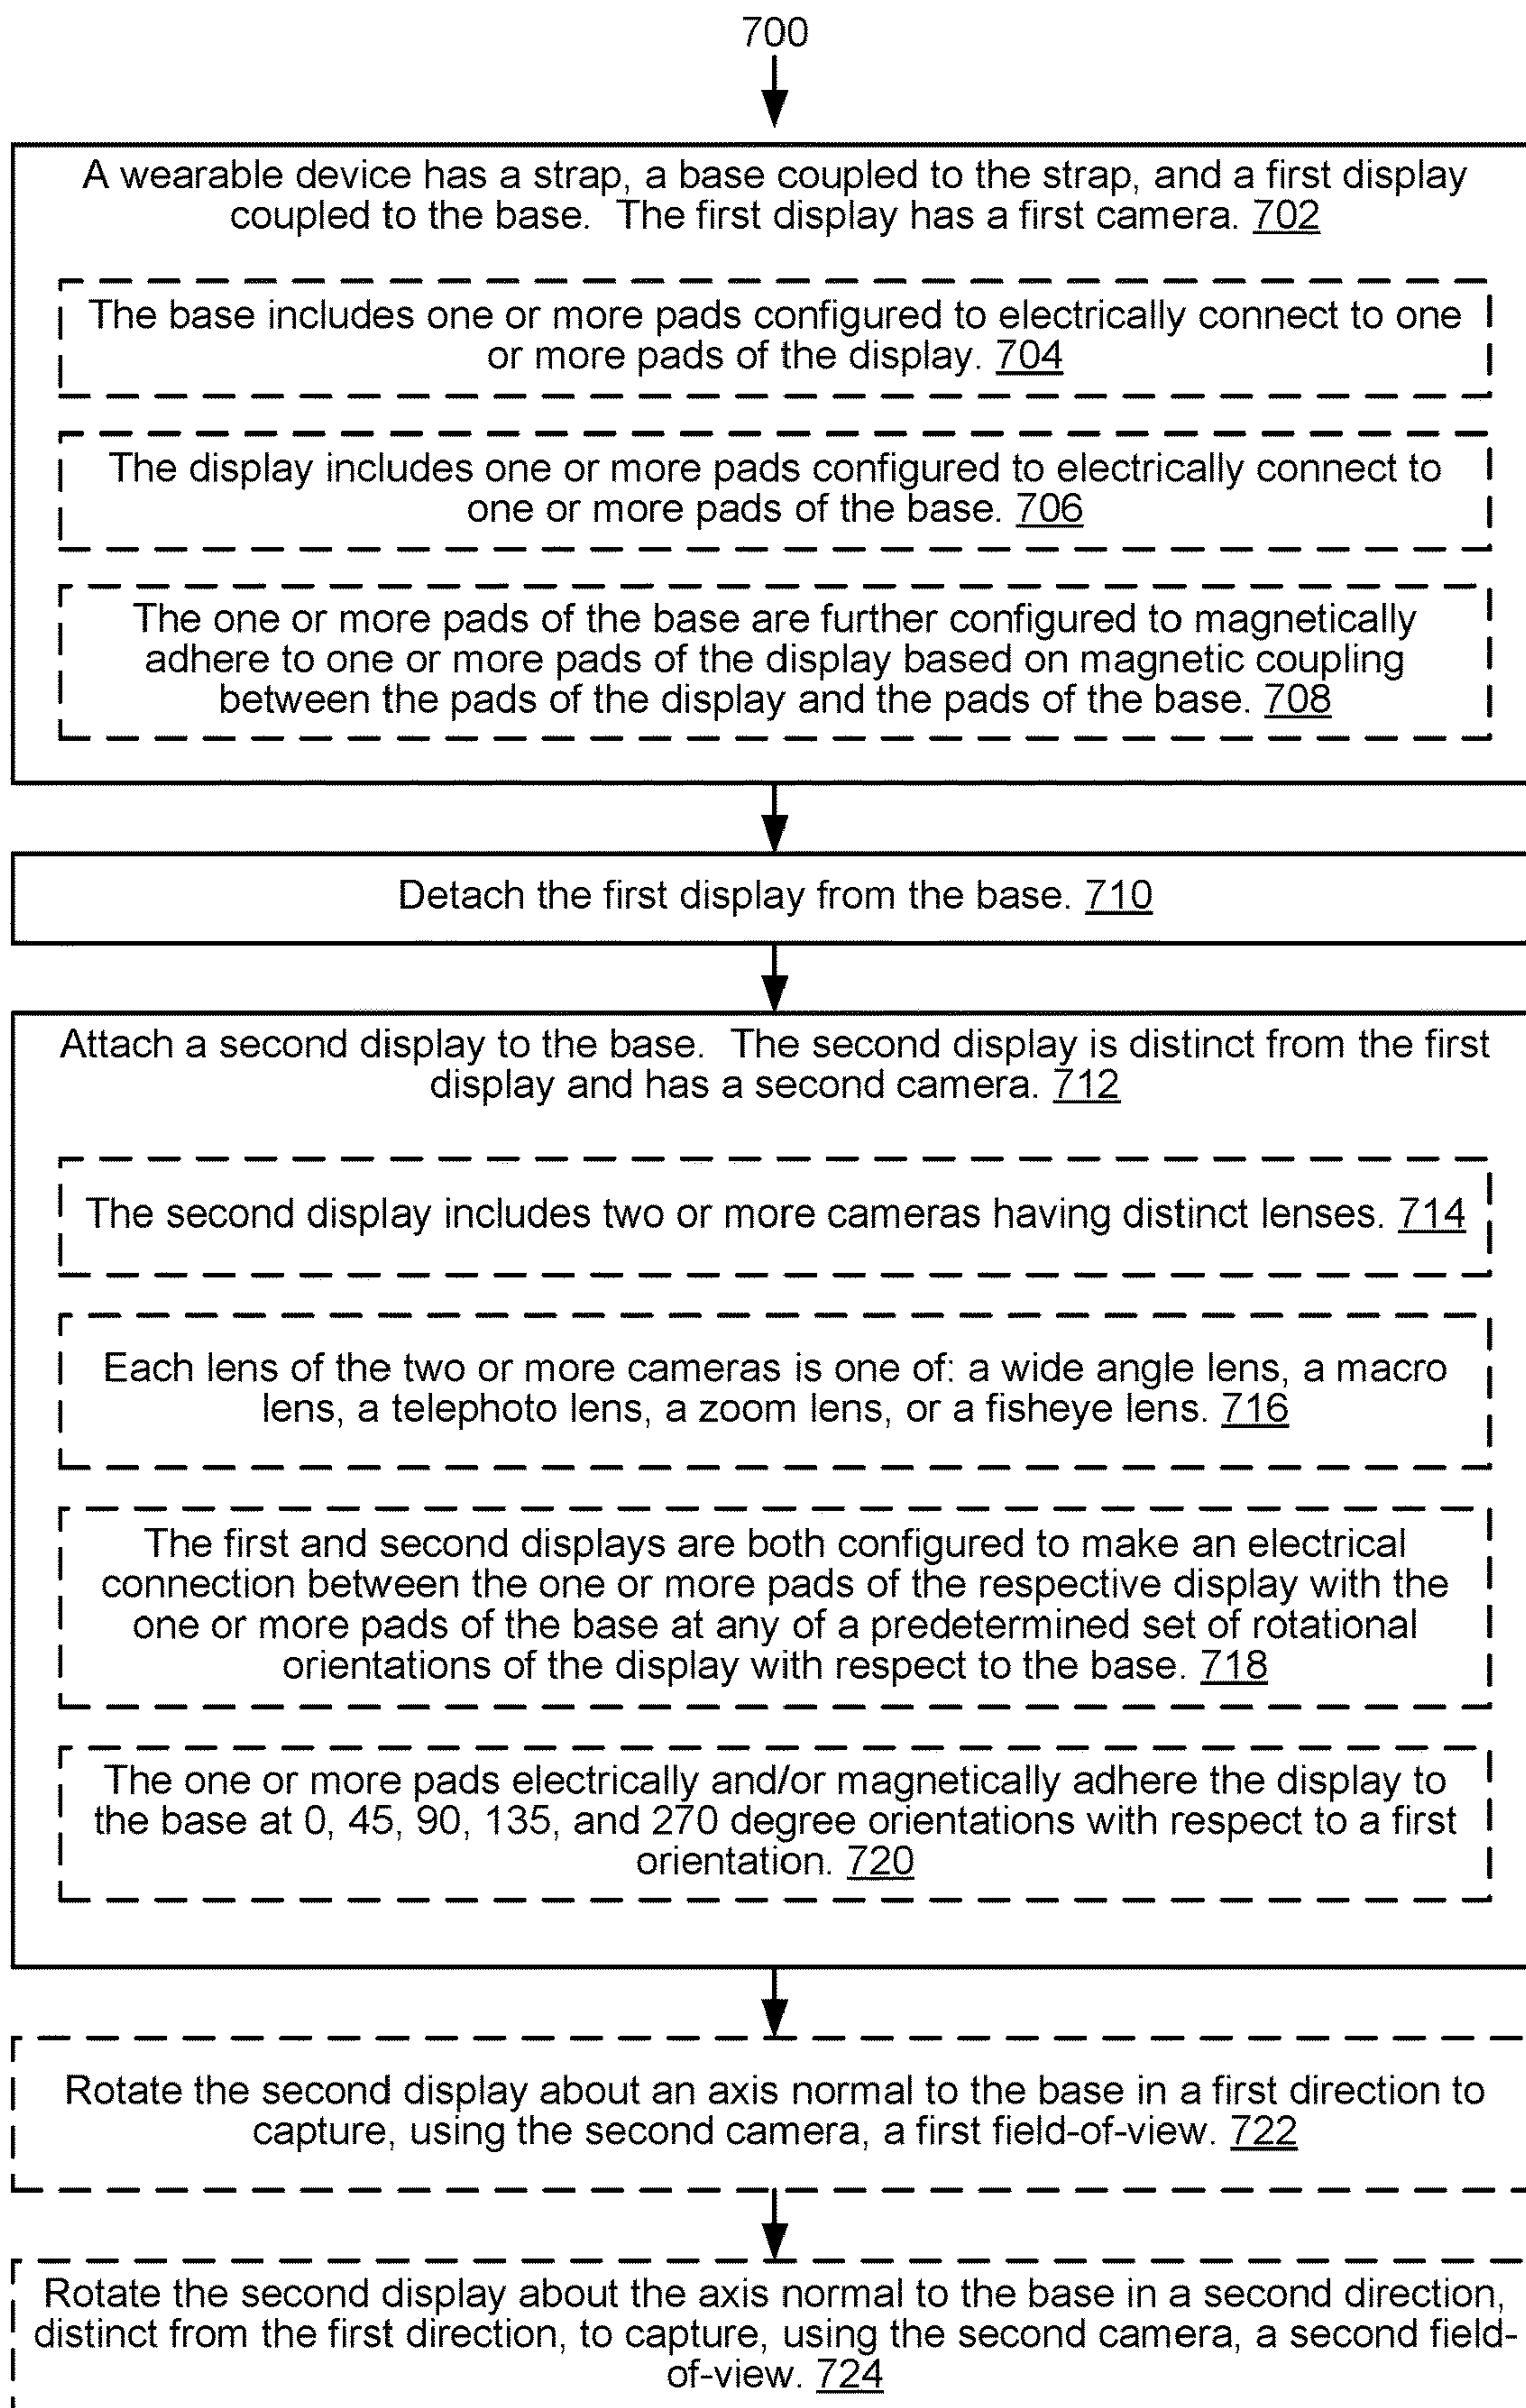 700
A wearable device has a strap, a base coupled to the strap, and a first display
coupled to the base. The first display has a first camera. 702
The base includes one or more pads configured to electrically connect to one
or more pads of the display. 704
The display includes one or more pads configured to electrically connect to
one or more pads of the base. 706
The one or more pads of the base are further configured to magnetically
adhere to one or more pads of the display based on magnetic coupling
between the pads of the display and the pads of the base. 708
Detach the first display from the base. 710
Attach a second display to the base. The second display is distinct from the first
display and has a second camera. 712
The second display includes two or more cameras having distinct lenses. 714
Each lens of the two or more cameras is one of: a wide angle lens, a macro
lens, a telephoto lens, a zoom lens, or a fisheye lens. 716
The first and second displays are both configured to make an electrical
connection between the one or more pads of the respective display with the
one or more pads of the base at any of a predetermined set of rotational
orientations of the display with respect to the base. 718
The one or more pads electrically and/or magnetically adhere the display to
the base at 0, 45, 90, 135, and 270 degree orientations with respect to a first
orientation. 720
Rotate the second display about an axis normal to the base in a first direction to
capture, using the second camera, a first field-of-view. 722
Rotate the second display about the axis normal to the base in a second direction,
distinct from the first direction, to capture, using the second camera, a second field-
of-view. 724